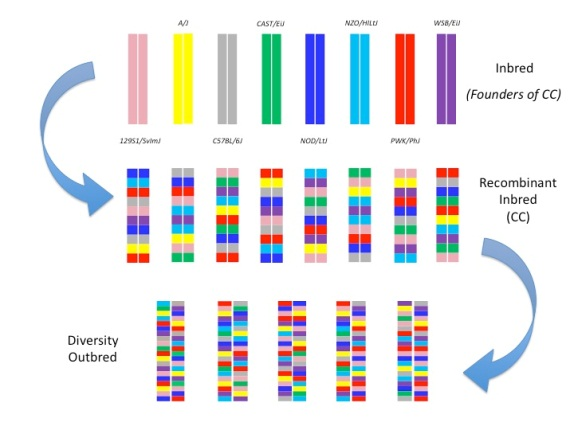 A/J
CAST/EiJ
NZO/HILtJ
WSB/EiJ
Inbred
(Founders of CC)
129S1/SvImJ
C57BL/6J
NOD/LtJ
PWK/PhJ
Recombinant
Inbred
(CC)
Diversity
Outbred